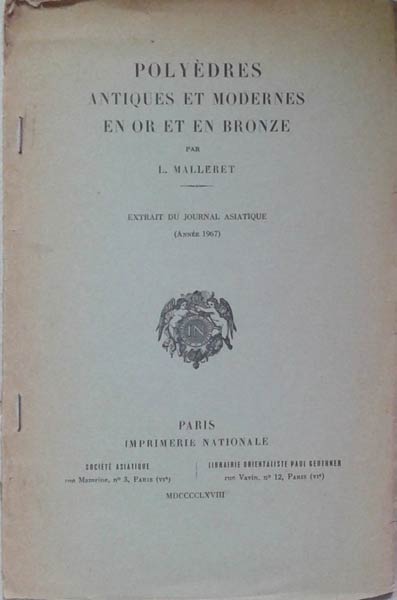 POLYÈDRES
ANTIQUES ET MODERNES
EN OR ET EN BRONZE
PAR
L. MALLERET
EXTRAIT DU JOURNAL ASIATIQUE
(ANNÉE 1967)
IN
PARIS
IMPRIMERIE NATIONALE
SOCIÉTÉ ASIATIQUE
rue Mazarine, n° 3, PARIS (VIe)
LIBRAIRIE ORIENTALISTE PAUL GEUTHNER
rue Vavin, n° 12, PARIS (VIe)
MDCCCCLXVIII